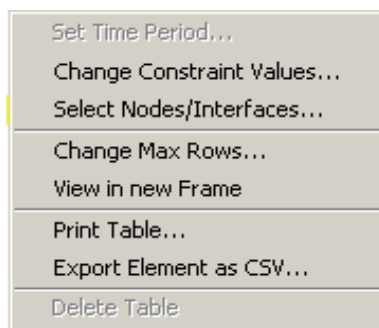 Set Time Period...
Change Constraint Values...
Select Nodes/Interfaces...
Change Max Rows...
View in new Frame
Print Table...
Export Element as CSV...
Delete Table